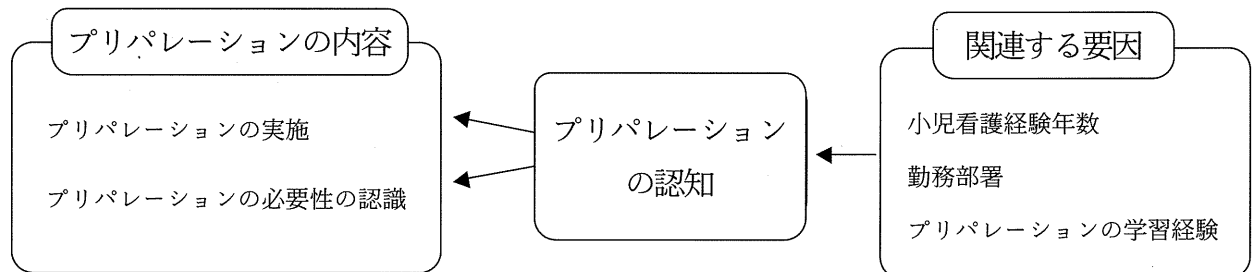 プリパレーションの内容
プリパレーションの実施
プリパレーションの必要性の認識
プリパレーション
の認知
関連する要因
小児看護経験年数
勤務部署
プリパレーションの学習経験